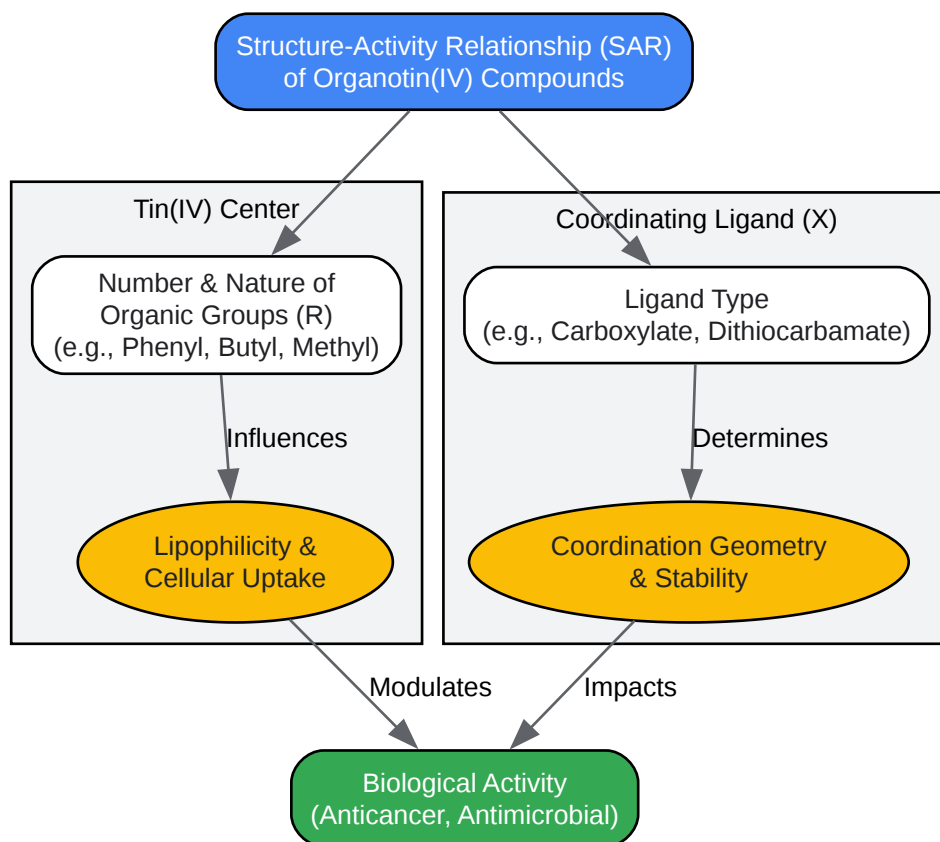 Structure-Activity Relationship (SAR)
of Organotin(IV) Compounds
Tin(IV) Center
Number & Nature of
Organic Groups (R)
(e.g., Phenyl, Butyl, Methyl)
Influences
Lipophilicity &
Cellular Uptake
Coordinating Ligand (X)
Ligand Type
(e.g., Carboxylate, Dithiocarbamate)
Determines
Coordination Geometry
& Stability
Modulates
Impacts
Biological Activity
(Anticancer, Antimicrobial)